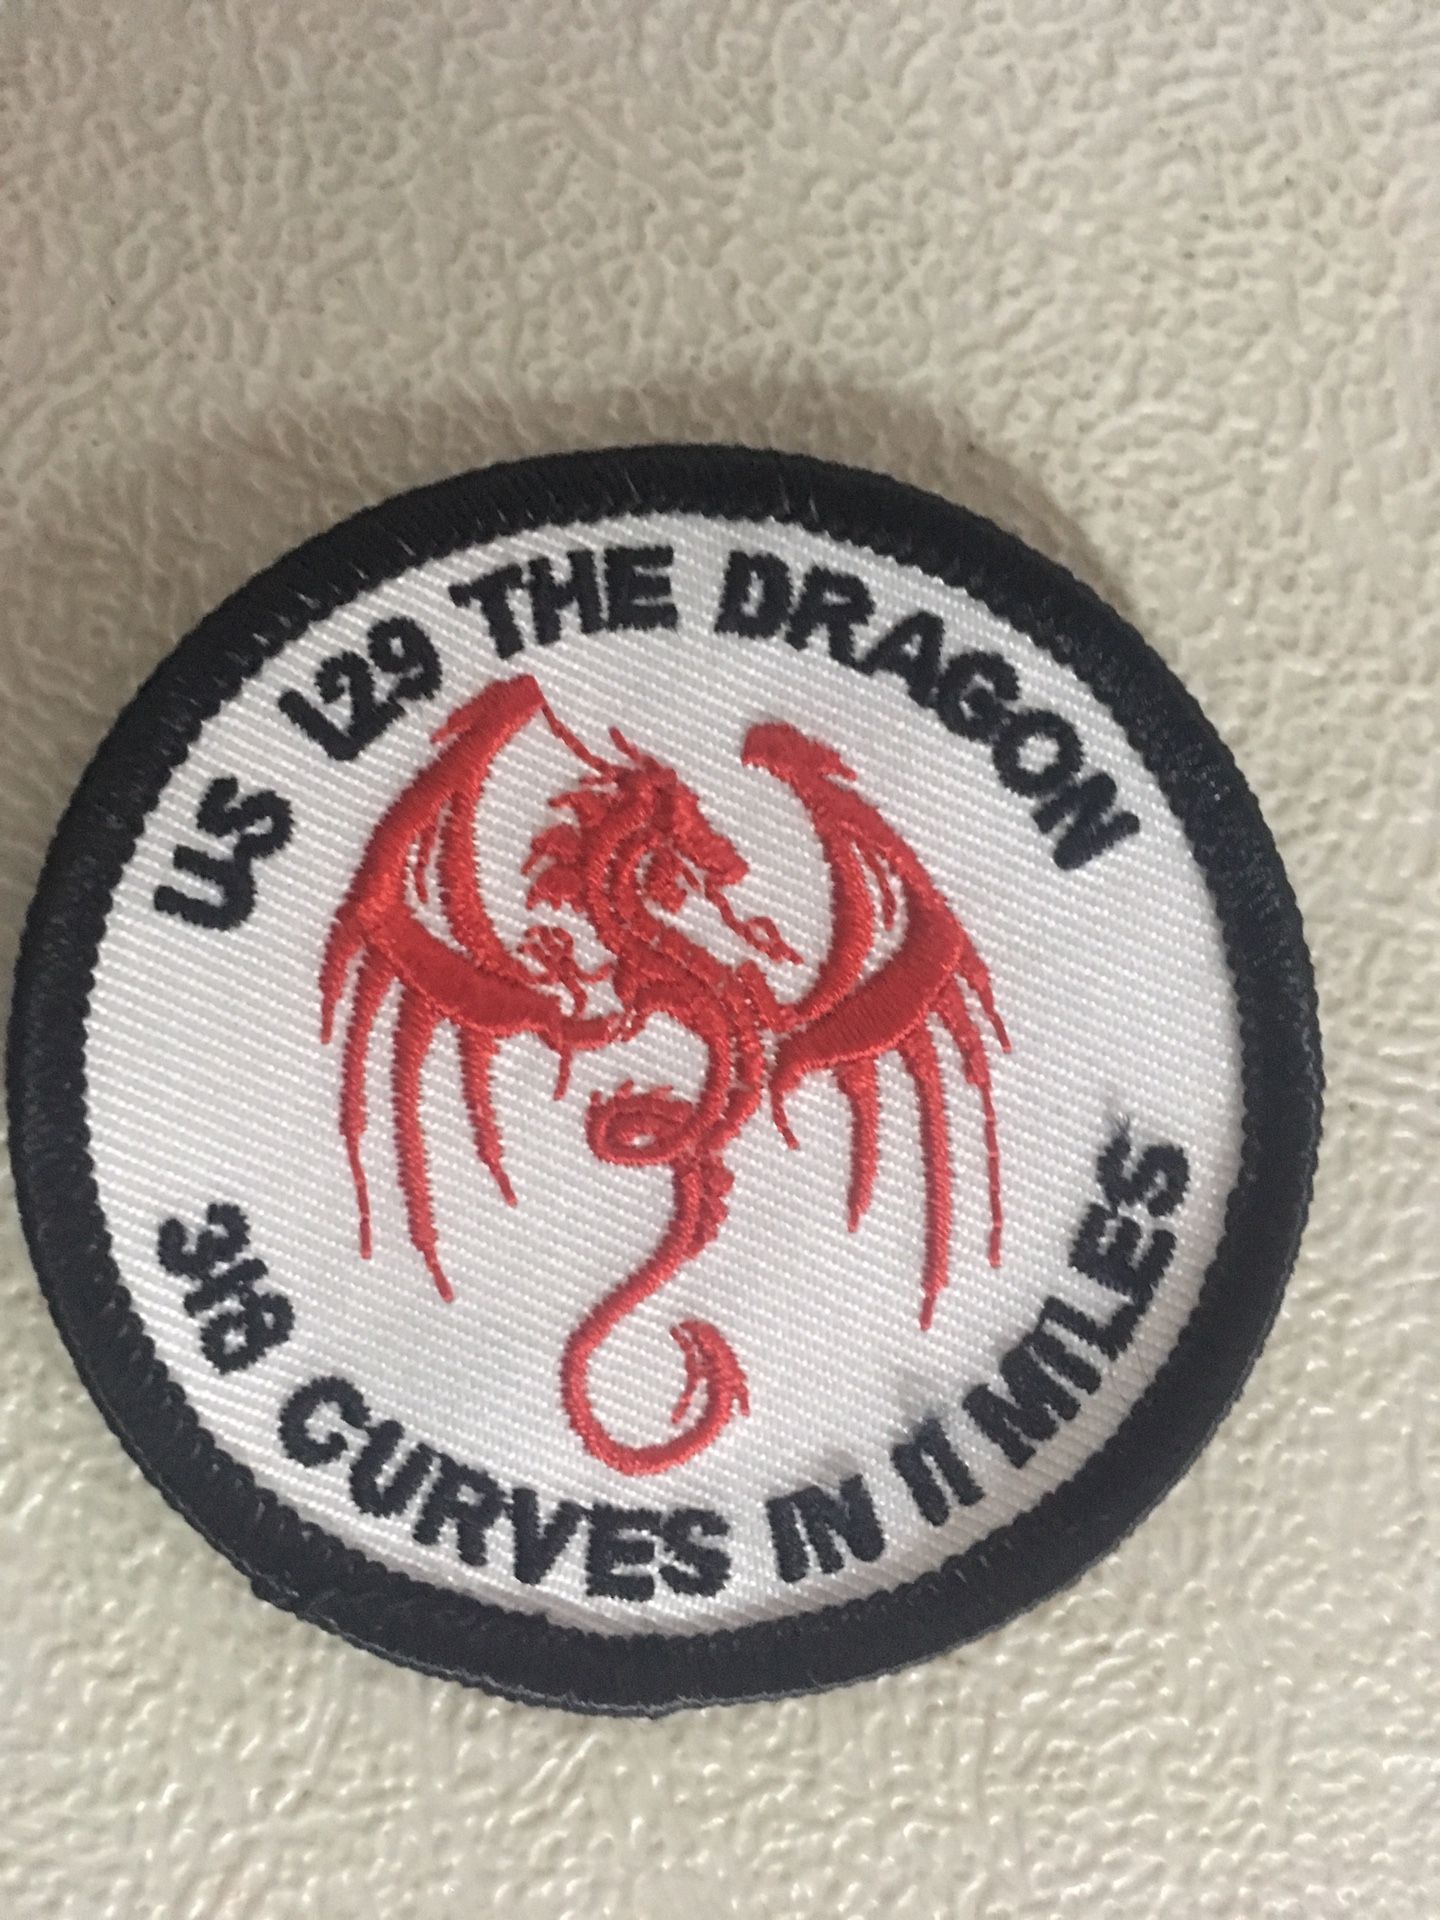 US 129 THE DRAGON
318 CURVES IN 11 MILES